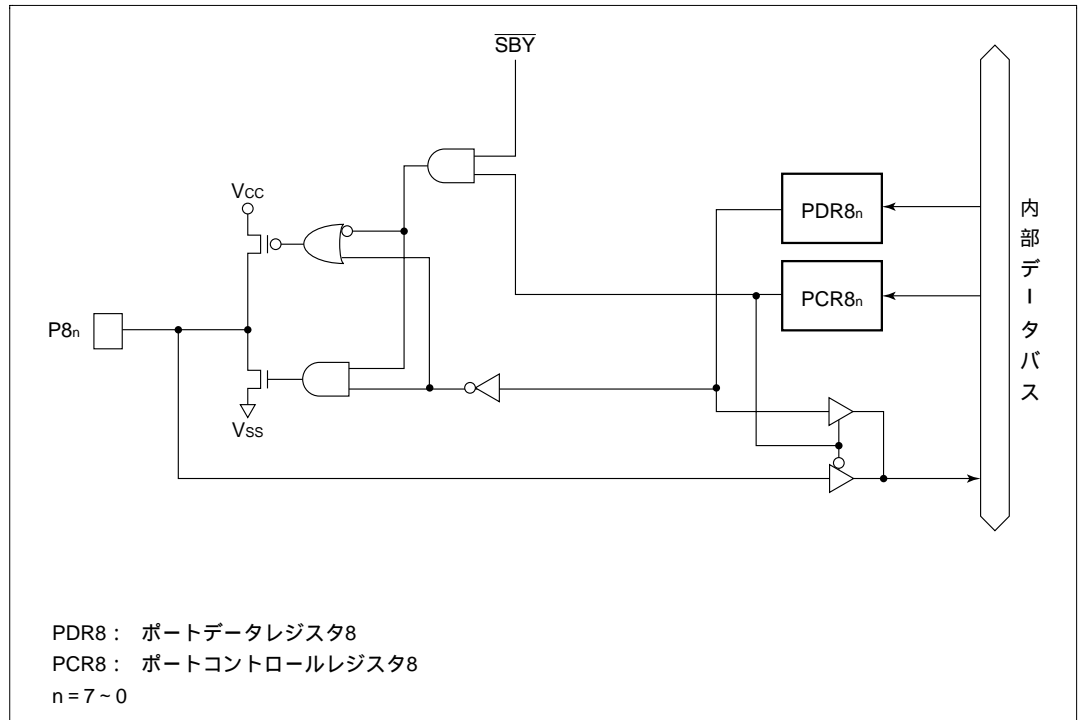 SBY
VCC
PDR8n
PCR8n
内部データバス
P8n
VSS
PDR8： ポートデータレジスタ8
PCR8： ポートコントロールレジスタ8
n = 7 ~ 0